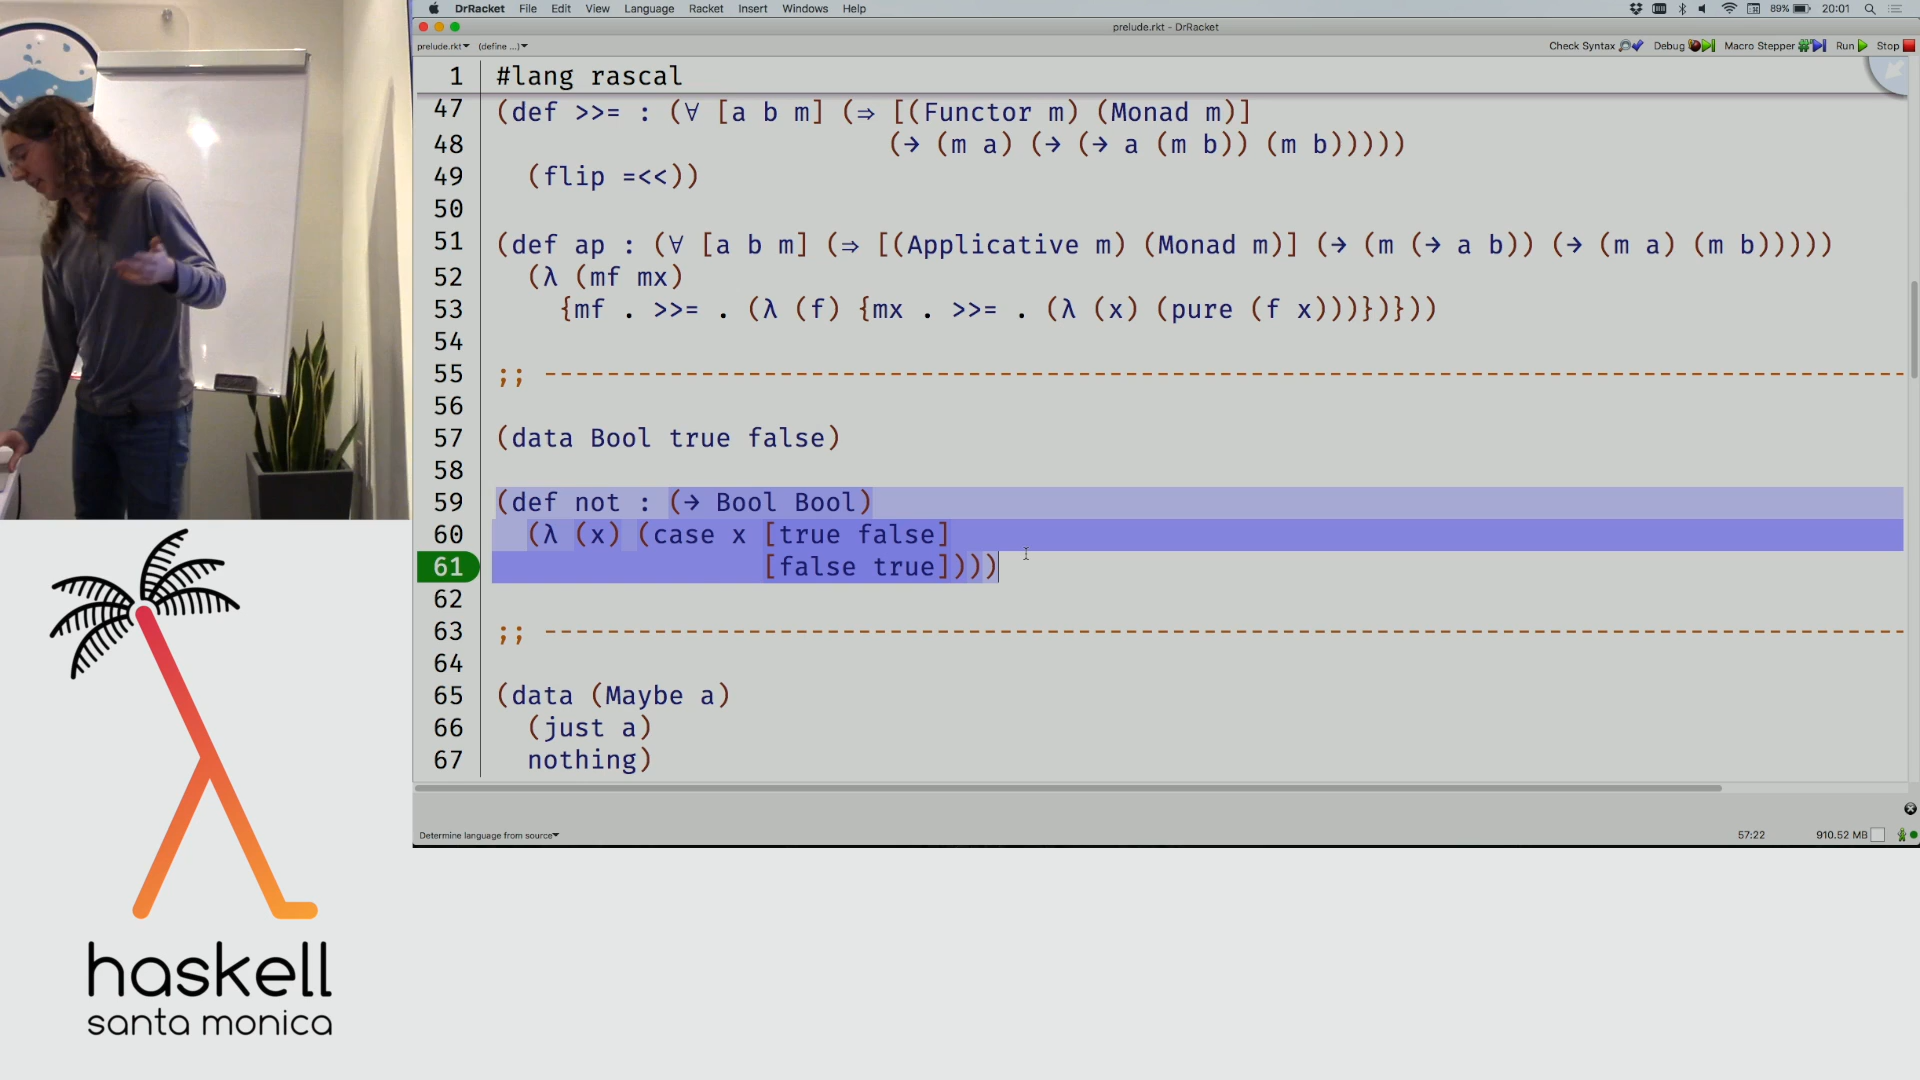 DrRacket File Edit View Language Racket Insert Tabs Windows Help 89% 20:01
prelude.rkt - DrRacket
prelude.rkt▾ (define ...)▾ Check Syntax Debug Macro Stepper Run Stop
1 #lang rascal
47 (def >>= : (∀ [a b m] (⇒ [(Functor m) (Monad m)]
48 (→ (m a) (→ (→ a (m b)) (m b)))))
49 (flip =<<))
50
51 (def ap : (∀ [a b m] (⇒ [(Applicative m) (Monad m)] (→ (m (→ a b)) (→ (m a) (m b)))))
52 (λ (mf mx)
53 {mf . >>= . (λ (f) {mx . >>= . (λ (x) (pure (f x)))})}))
54
55 ;; ---------------------------------------------------------------------------------------
56
57 (data Bool true false)
58
59 (def not : (→ Bool Bool)
60 (λ (x) (case x [true false]
61 [false true])))
62
63 ;; ---------------------------------------------------------------------------------------
64
65 (data (Maybe a)
66 (just a)
67 nothing)
Determine language from source▾ 57:22 910.52 MB
haskell
santa monica